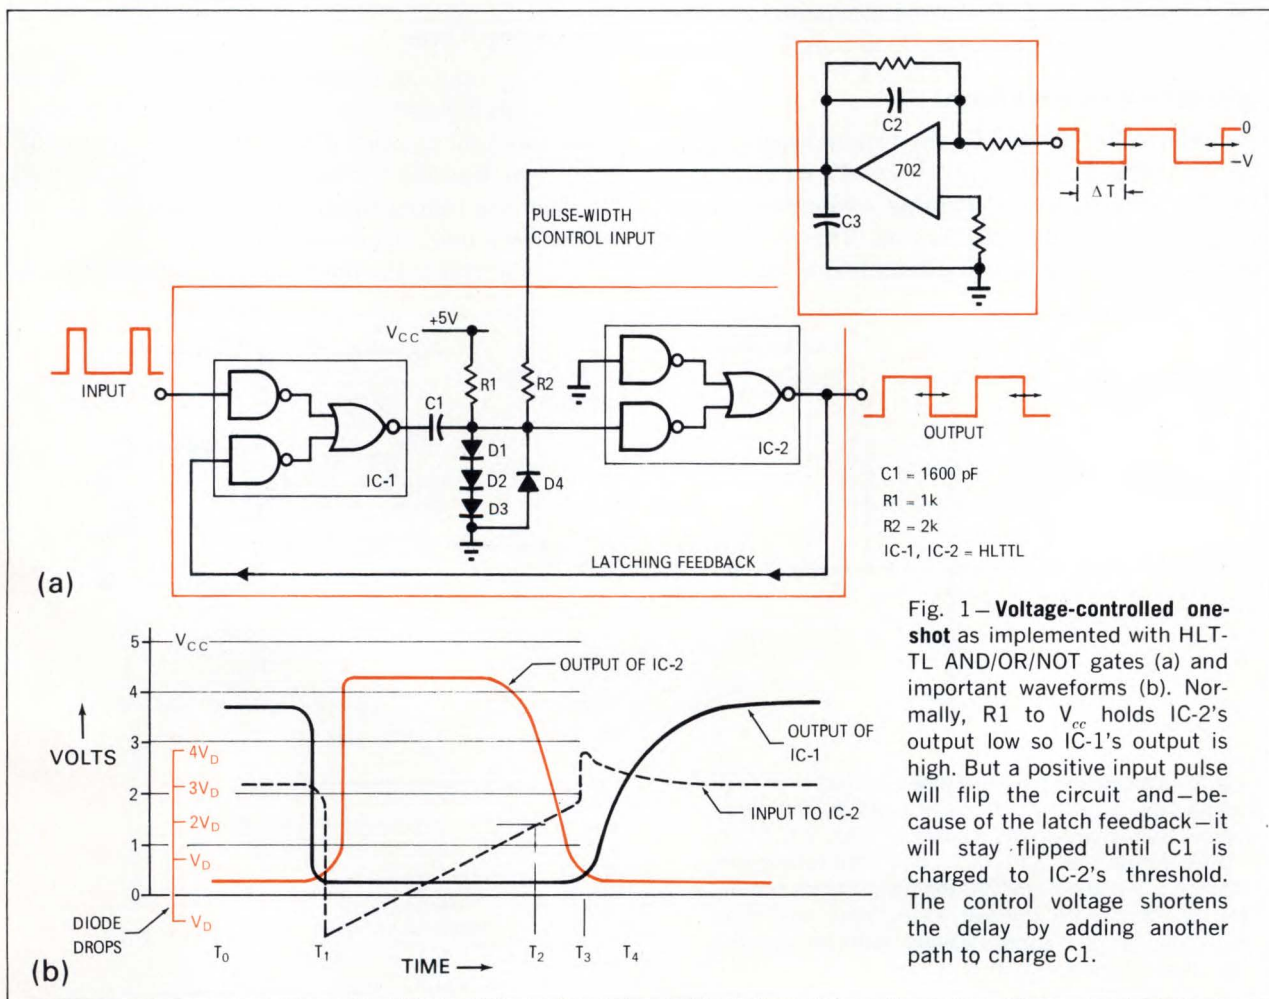 C2
702
C3
0
–V
ΔT
PULSE-WIDTH
CONTROL INPUT
INPUT
VCC +5V
R1
R2
C1
D1
D2
D3
D4
IC-1
IC-2
OUTPUT
C1 = 1600 pF
R1 = 1k
R2 = 2k
IC-1, IC-2 = HLTTL
LATCHING FEEDBACK
(a)
Fig. 1 – Voltage-controlled one-
shot as implemented with HLT-
TL AND/OR/NOT gates (a) and
important waveforms (b). Nor-
mally, R1 to Vcc holds IC-2's
output low so IC-1's output is
high. But a positive input pulse
will flip the circuit and – be-
cause of the latch feedback – it
will stay flipped until C1 is
charged to IC-2's threshold.
The control voltage shortens
the delay by adding another
path to charge C1.
5
VCC
4
3
2
1
0
VOLTS
4VD
3VD
2VD
VD
VD
DIODE
DROPS
OUTPUT OF IC-2
OUTPUT OF
IC-1
INPUT TO IC-2
T0
T1
T2
T3
T4
TIME
(b)